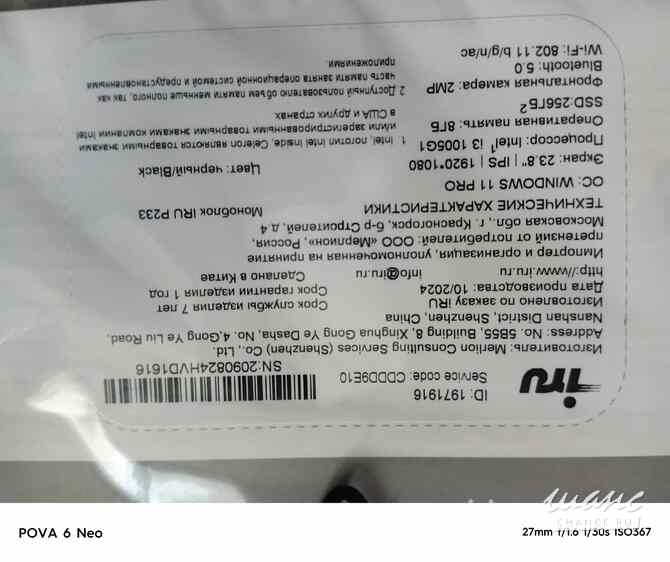 iru
ID: 1971916
Service code: CDDD9E10
SN:2090824HVD1616
Изготовитель: Merlion Consulting Services (Shenzhen) Co., Ltd.
Address: No. 5B55, Building, 8, Xinghua Gong Ye Dasha, No, 4,Gong Ye Liu Road.
Nanshan, District, Shenzhen, China
Изготовлено по заказу iRU
Дата производства 10/2024
http://www.iru.ru
info@iru.ru
Срок службы изделия 7 лет
Срок гарантии изделия 1 год
Сделано в Китае
Импортер и организация, уполномоченная на принятие
претензий от потребителей: ООО «Мерлион», Россия,
Московская обл., г. Красногорск, б-р Строителей, д.4
ТЕХНИЧЕСКИЕ ХАРАКТЕРИСТИКИ
Моноблок IRU P233
ОС: WINDOWS 11 PRO
Экран: 23.8" | IPS | 1920*1080
Процессор: Intel¹ i3 1005G1
Оперативная память: 8ГБ
SSD:256Гб²
Фронтальная камера: 2MP
Bluetooth: 5.0
Wi-Fi: 802.11 b/g/n/ac
Цвет: черный/Black
1 Intel, логотип Intel, Celeron Inside, Celeron являются товарными знаками
и/или зарегистрированными товарными знаками компании Intel
в США и других странах
2 Доступный пользователю объем памяти меньше полного, так как
часть памяти занята операционной системой и предустановленными
приложениями.
POVA 6 Neo
27mm f/1.6 1/50s ISO367
шанс
CHANCE.RU